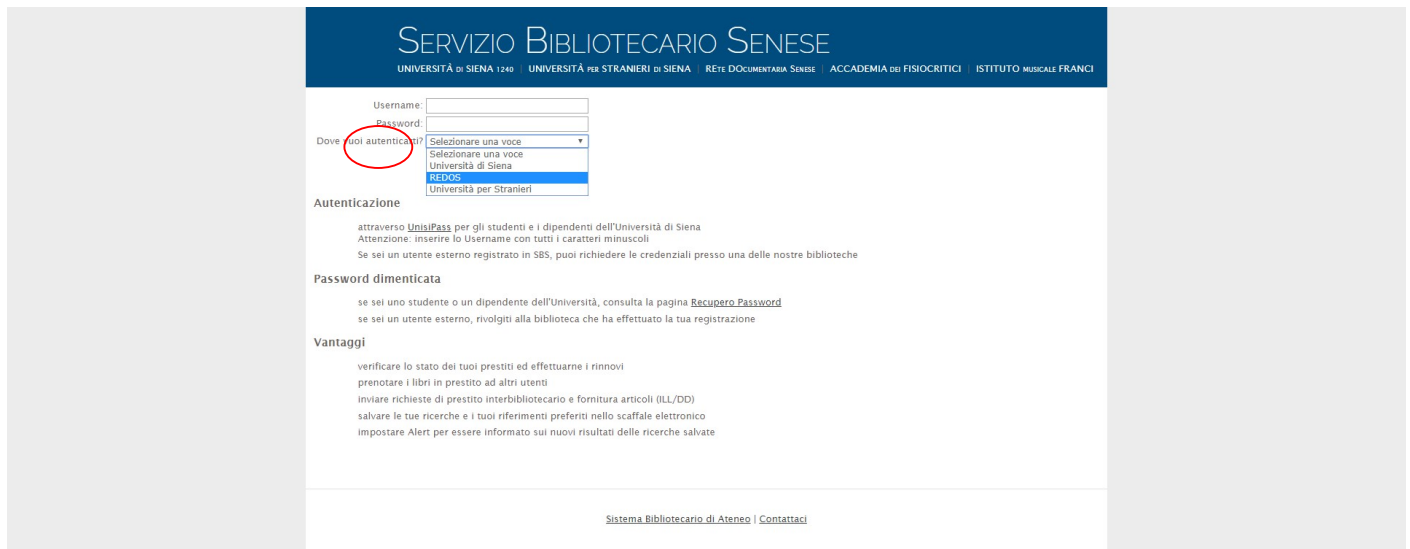 SERVIZIO BIBLIOTECARIO SENESE
UNIVERSITÀ DI SIENA 1240 | UNIVERSITÀ PER STRANIERI DI SIENA | RETE DOCUMENTARIA SENESE | ACCADEMIA DEI FISIOCRITICI | ISTITUTO MUSICALE FRANCI
Username:
Password:
Dove vuoi autenticarti? Selezionare una voce
Selezionare una voce
Università di Siena
REDOS
Università per Stranieri
Autenticazione
attraverso UnisiPass per gli studenti e i dipendenti dell'Università di Siena
Attenzione: inserire lo Username con tutti i caratteri minuscoli
Se sei un utente esterno registrato in SBS, puoi richiedere le credenziali presso una delle nostre biblioteche
Password dimenticata
se sei uno studente o un dipendente dell'Università, consulta la pagina Recupero Password
se sei un utente esterno, rivolgiti alla biblioteca che ha effettuato la tua registrazione
Vantaggi
verificare lo stato dei tuoi prestiti ed effettuarne i rinnovi
prenotare i libri in prestito ad altri utenti
inviare richieste di prestito interbibliotecario e fornitura articoli (ILL/DD)
salvare le tue ricerche e i tuoi riferimenti preferiti nello scaffale elettronico
impostare Alert per essere informato sui nuovi risultati delle ricerche salvate
Sistema Bibliotecario di Ateneo | Contattaci